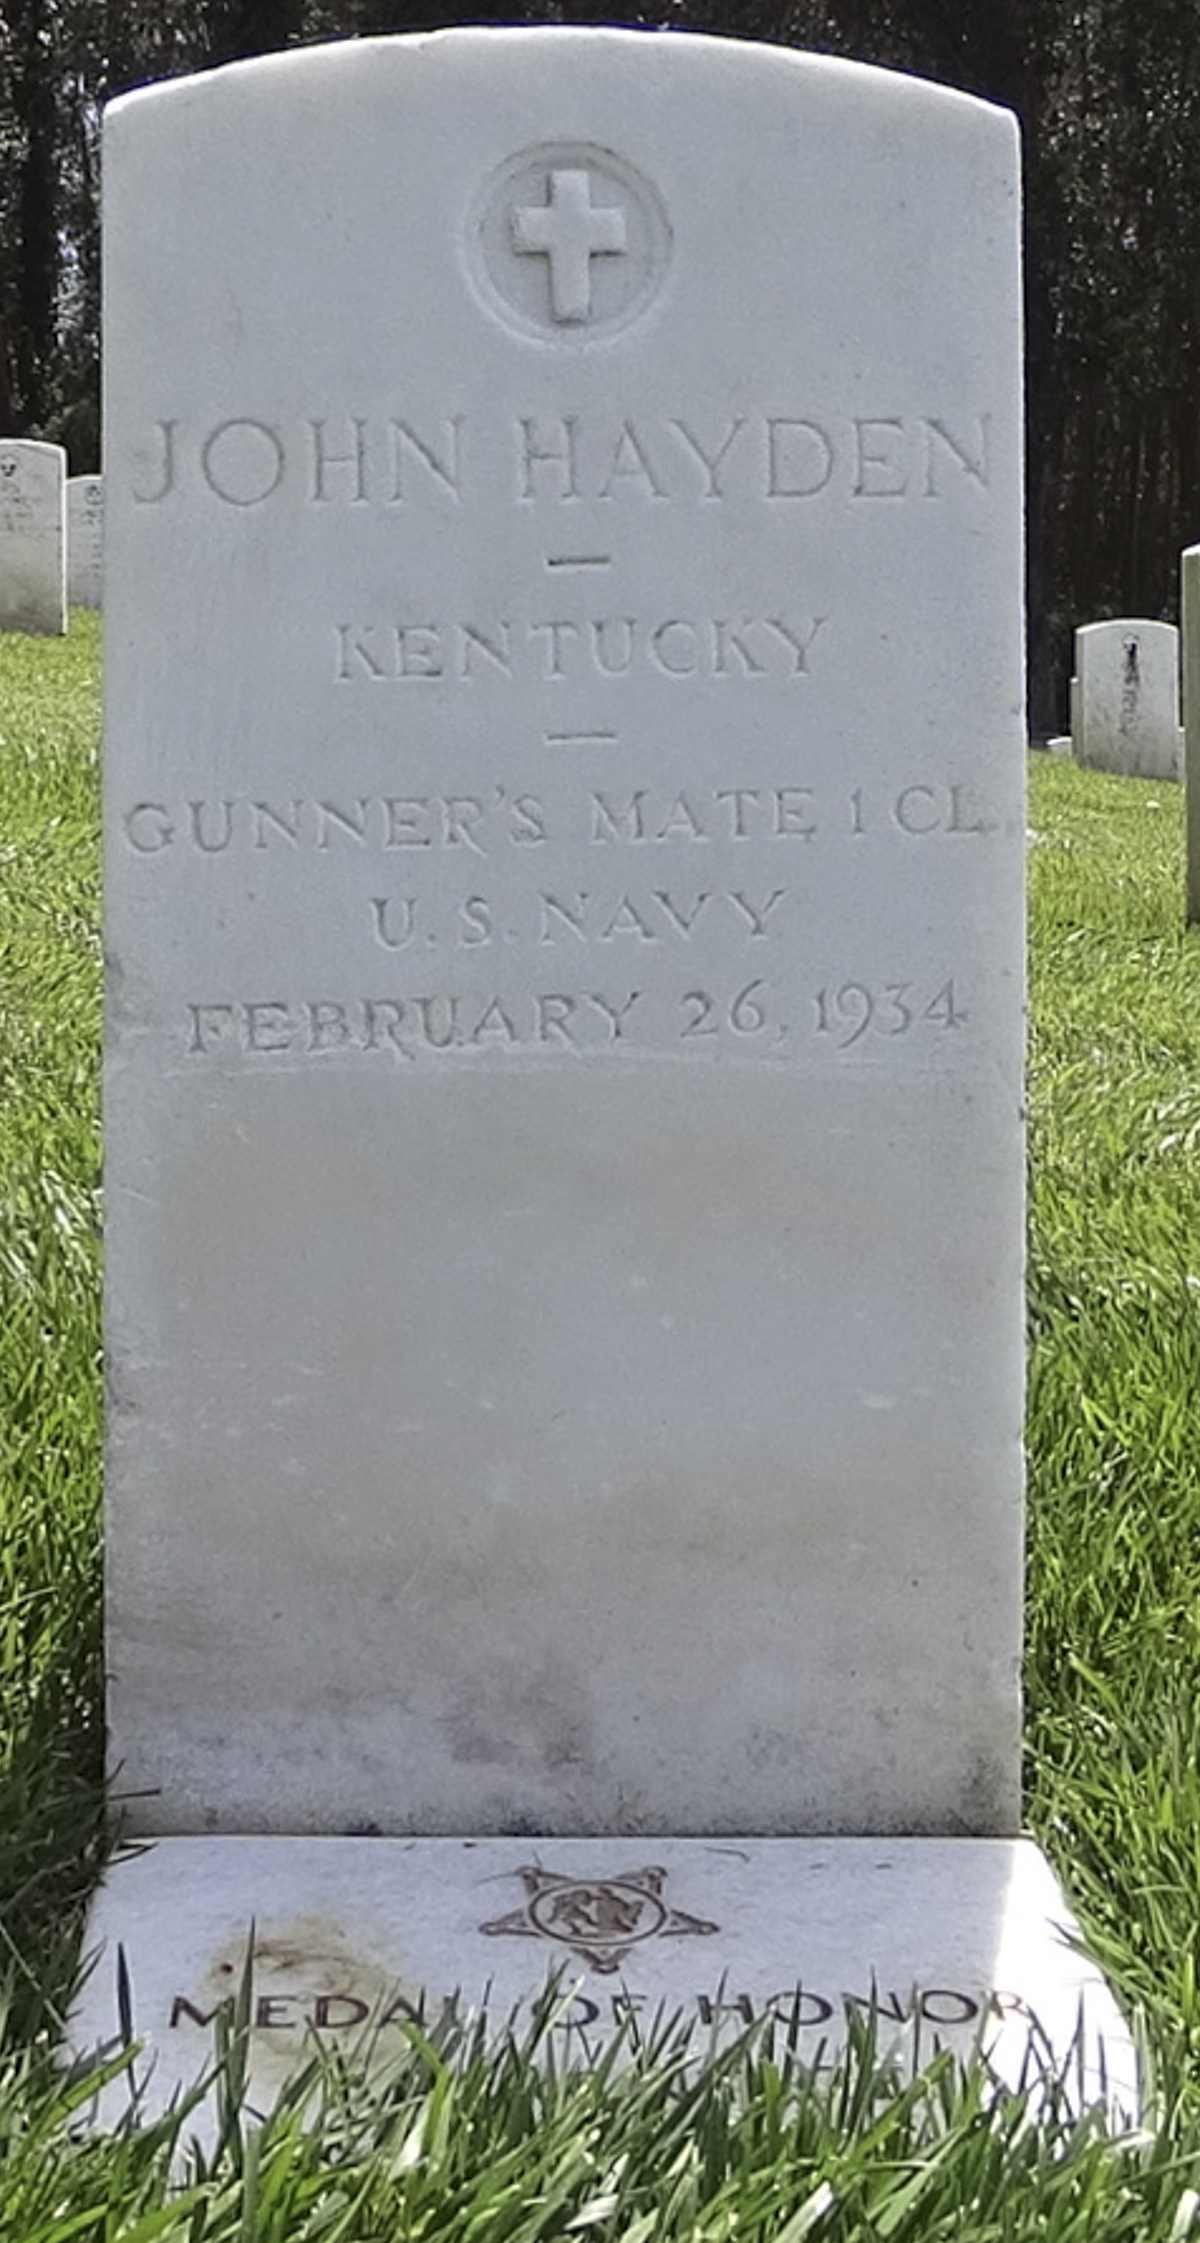 JOHN HAYDEN
—
KENTUCKY
—
GUNNER'S MATE 1 CL.
U.S. NAVY
FEBRUARY 26, 1934
MEDAL OF HONOR